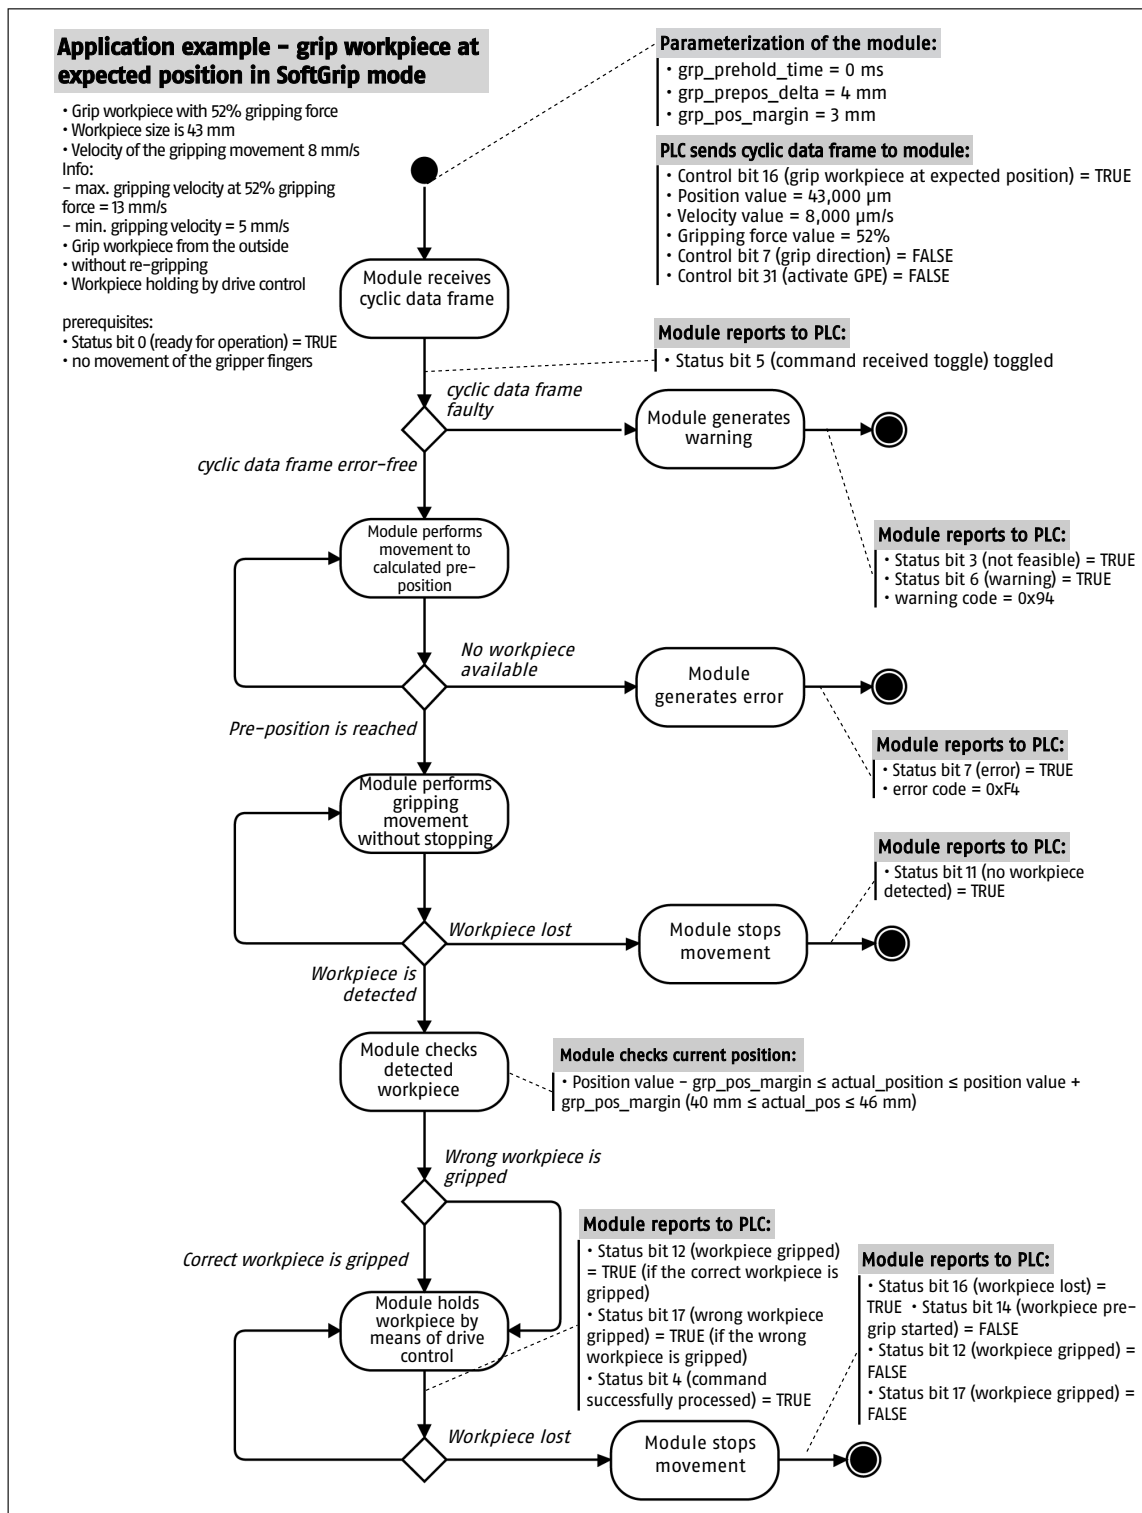 Application example – grip workpiece at
expected position in SoftGrip mode
• Grip workpiece with 52% gripping force
• Workpiece size is 43 mm
• Velocity of the gripping movement 8 mm/s
Info:
– max. gripping velocity at 52% gripping
force = 13 mm/s
– min. gripping velocity = 5 mm/s
• Grip workpiece from the outside
• without re-gripping
• Workpiece holding by drive control
prerequisites:
• Status bit 0 (ready for operation) = TRUE
• no movement of the gripper fingers
Parameterization of the module:
• grp_prehold_time = 0 ms
• grp_prepos_delta = 4 mm
• grp_pos_margin = 3 mm
PLC sends cyclic data frame to module:
• Control bit 16 (grip workpiece at expected position) = TRUE
• Position value = 43,000 µm
• Velocity value = 8,000 µm/s
• Gripping force value = 52%
• Control bit 7 (grip direction) = FALSE
• Control bit 31 (activate GPE) = FALSE
Module receives
cyclic data frame
Module reports to PLC:
• Status bit 5 (command received toggle) toggled
cyclic data frame
faulty
Module generates
warning
cyclic data frame error-free
Module reports to PLC:
• Status bit 3 (not feasible) = TRUE
• Status bit 6 (warning) = TRUE
• warning code = 0x94
Module performs
movement to
calculated pre-
position
No workpiece
available
Module
generates error
Pre-position is reached
Module reports to PLC:
• Status bit 7 (error) = TRUE
• error code = 0xF4
Module performs
gripping
movement
without stopping
Module reports to PLC:
• Status bit 11 (no workpiece
detected) = TRUE
Workpiece lost
Module stops
movement
Workpiece is
detected
Module checks
detected
workpiece
Module checks current position:
• Position value – grp_pos_margin ≤ actual_position ≤ position value +
grp_pos_margin (40 mm ≤ actual_pos ≤ 46 mm)
Wrong workpiece is
gripped
Correct workpiece is gripped
Module holds
workpiece by
means of drive
control
Module reports to PLC:
• Status bit 12 (workpiece gripped)
= TRUE (if the correct workpiece is
gripped)
• Status bit 17 (wrong workpiece
gripped) = TRUE (if the wrong
workpiece is gripped)
• Status bit 4 (command
successfully processed) = TRUE
Module reports to PLC:
• Status bit 16 (workpiece lost) =
TRUE • Status bit 14 (workpiece pre-
grip started) = FALSE
• Status bit 12 (workpiece gripped) =
FALSE
• Status bit 17 (workpiece gripped) =
FALSE
Workpiece lost
Module stops
movement